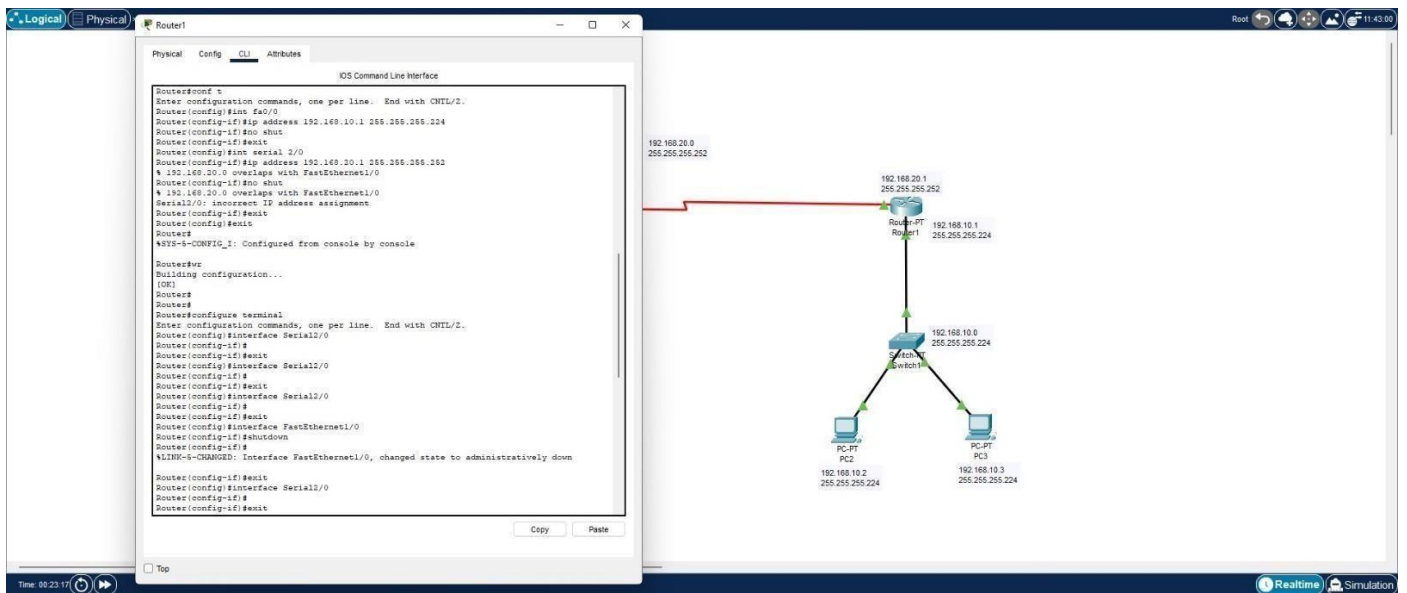 Logical
Physical
Root
11:43:00
Router1
Physical
Config
CLI
Attributes
IOS Command Line Interface
Router#conf t
Enter configuration commands, one per line. End with CNTL/Z.
Router(config)#int fa0/0
Router(config-if)#ip address 192.168.10.1 255.255.255.224
Router(config-if)#no shut
Router(config-if)#exit
Router(config)#int serial 2/0
Router(config-if)#ip address 192.168.20.1 255.255.255.252
% 192.168.20.0 overlaps with FastEthernet1/0
Router(config-if)#no shut
% 192.168.20.0 overlaps with FastEthernet1/0
Serial2/0: incorrect IP address assignment
Router(config-if)#exit
Router(config)#exit
Router#
%SYS-5-CONFIG_I: Configured from console by console
Router#wr
Building configuration...
[OK]
Router#
Router#
Router#configure terminal
Enter configuration commands, one per line. End with CNTL/Z.
Router(config)#interface Serial2/0
Router(config-if)#
Router(config-if)#exit
Router(config)#interface Serial2/0
Router(config-if)#
Router(config-if)#exit
Router(config)#interface Serial2/0
Router(config-if)#
Router(config-if)#exit
Router(config)#interface FastEthernet1/0
Router(config-if)#shutdown
Router(config-if)#
%LINK-5-CHANGED: Interface FastEthernet1/0, changed state to administratively down
Router(config-if)#exit
Router(config)#interface Serial2/0
Router(config-if)#
Router(config-if)#exit
Copy
Paste
Top
192.168.20.0
255.255.255.252
192.168.20.1
255.255.255.252
Router-PT
Router1
192.168.10.1
255.255.255.224
192.168.10.0
255.255.255.224
Switch-PT
Switch1
PC-PT
PC2
192.168.10.2
255.255.255.224
PC-PT
PC3
192.168.10.3
255.255.255.224
Time: 00:23:17
Realtime
Simulation